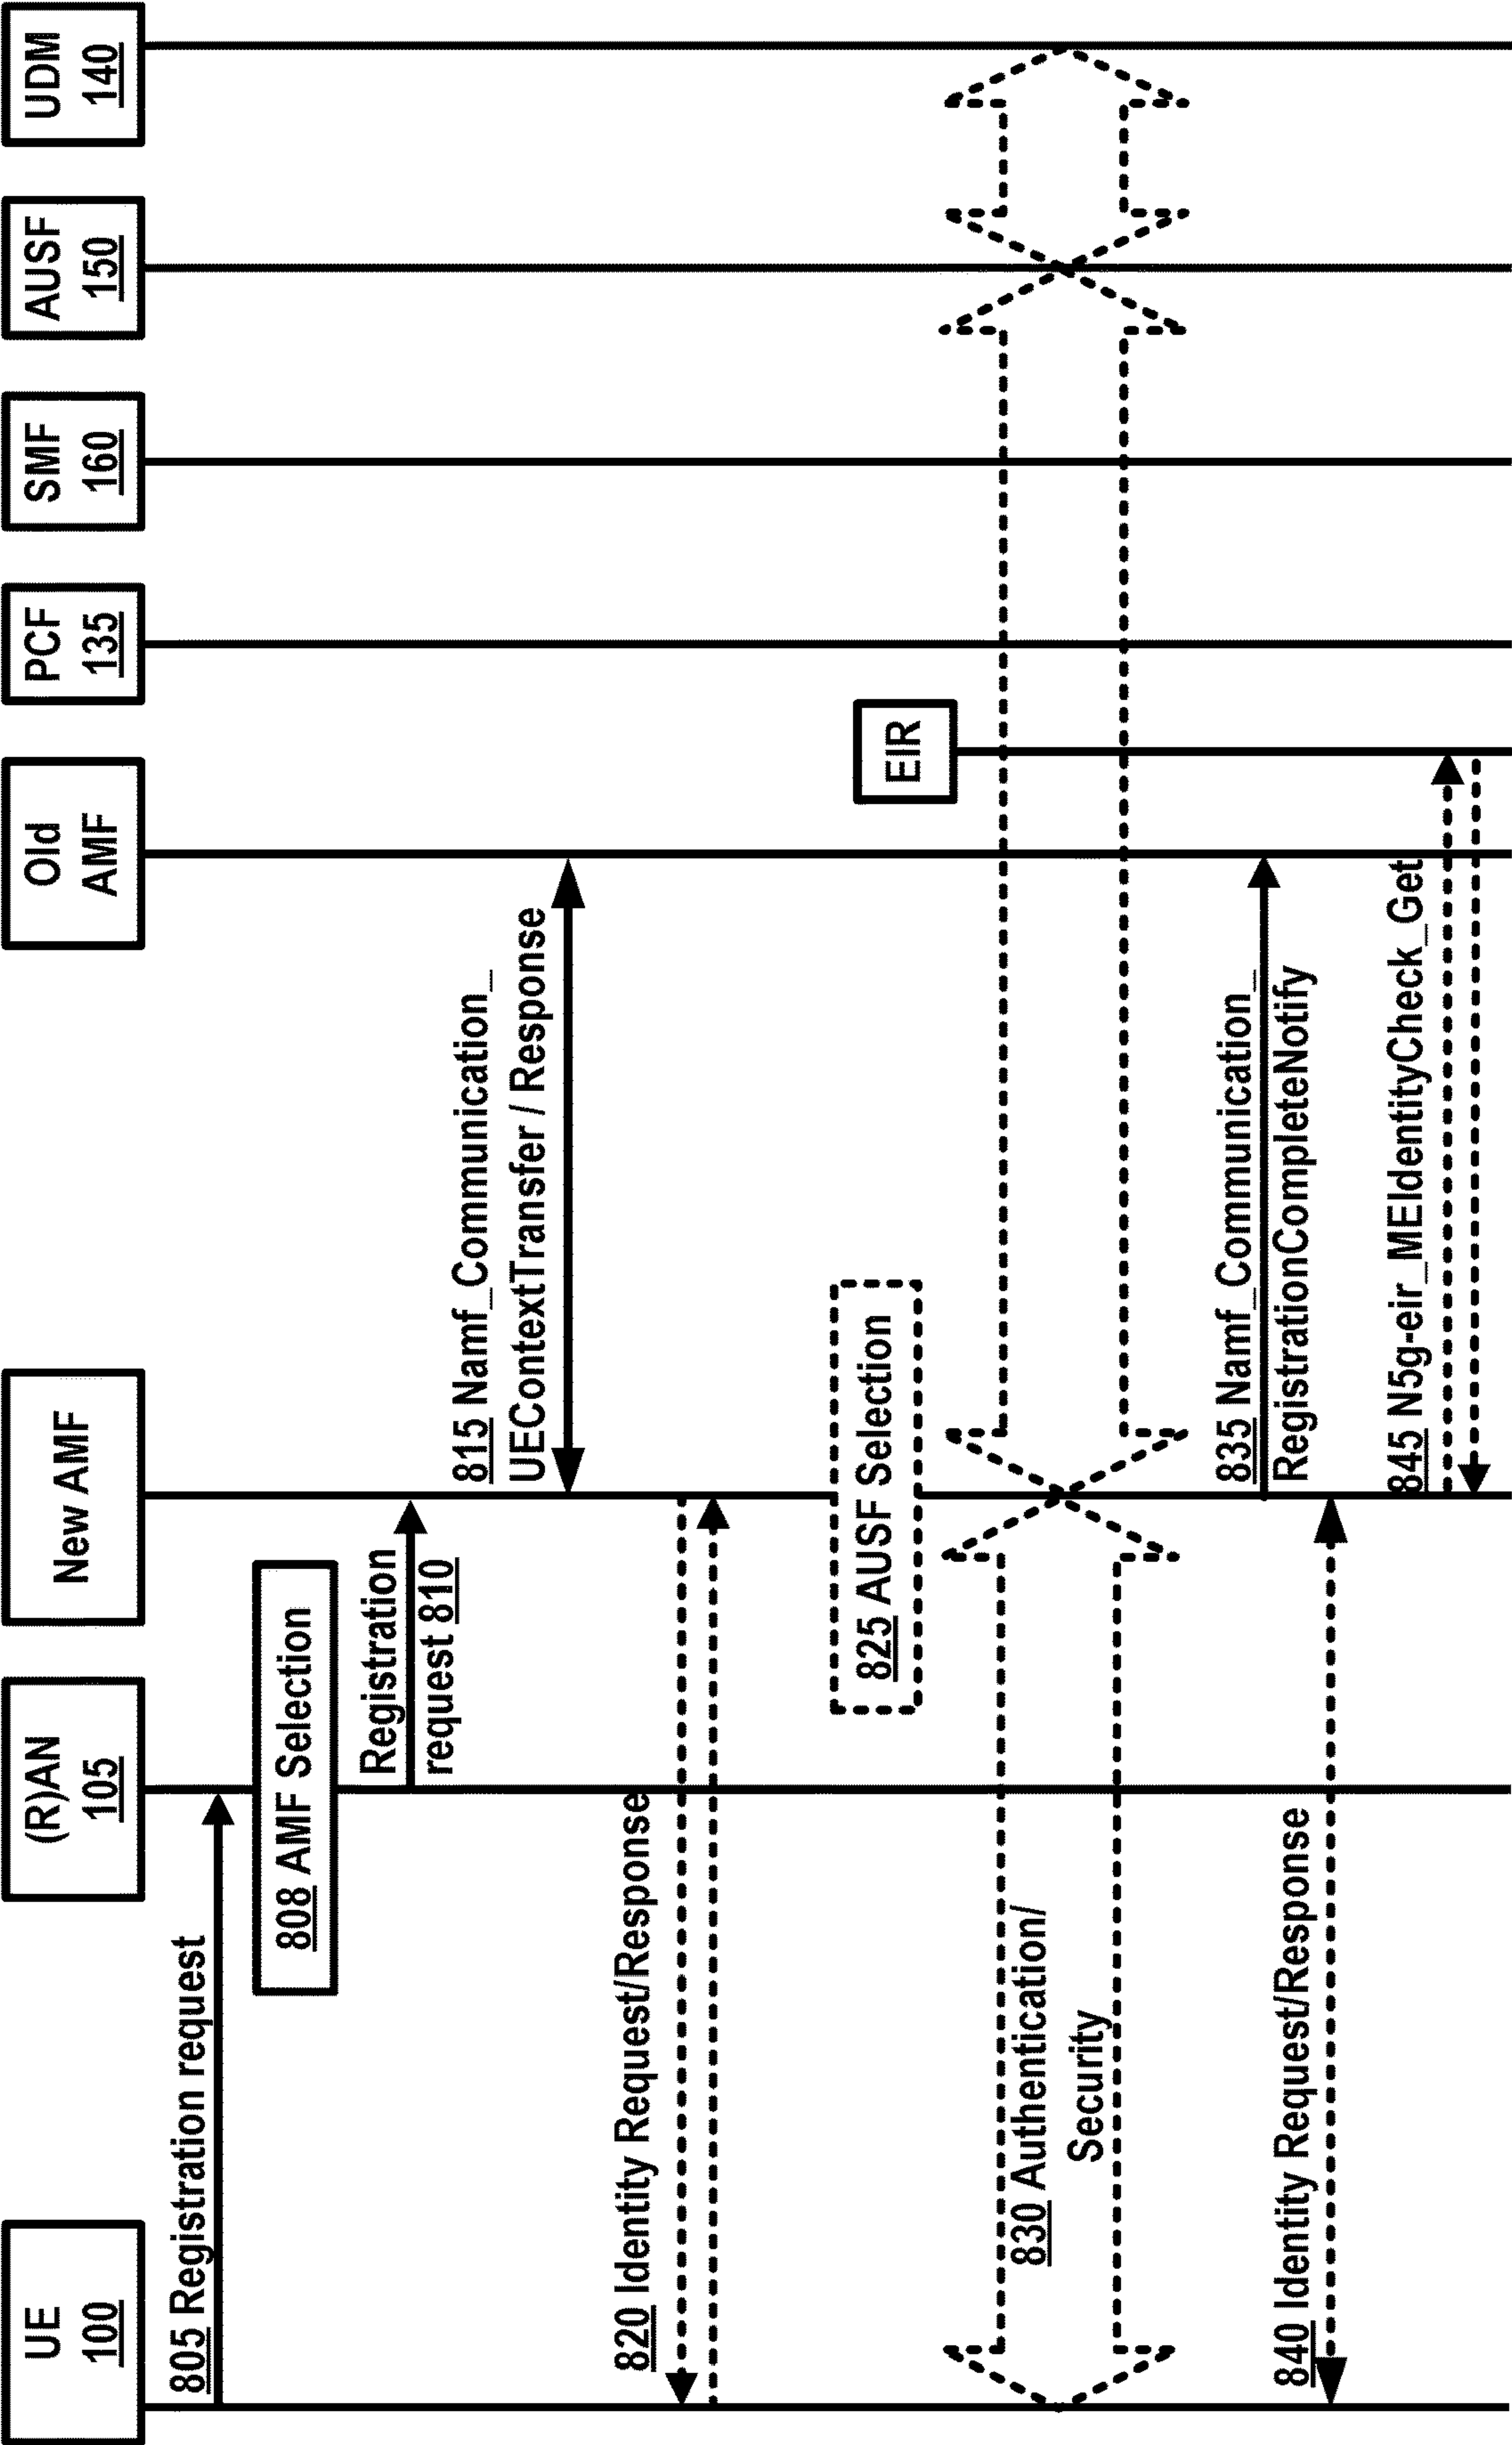 UE
100
(R)AN
105
New AMF
Old
AMF
PCF
135
SMF
160
AUSF
150
UDM
140
805 Registration request
808 AMF Selection
Registration
request 810
815 Namf_Communication_
UEContextTransfer / Response
820 Identity Request/Response
825 AUSF Selection
EIR
830 Authentication/
Security
835 Namf_Communication_
RegistrationCompleteNotify
840 Identity Request/Response
845 N5g-eir_MEIdentityCheck_Get